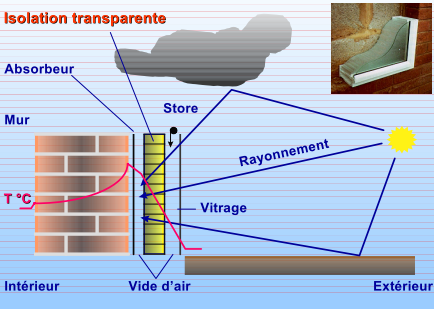 Isolation transparente
Absorbeur
Store
Mur
Rayonnement
T °C
Vitrage
Intérieur
Vide d'air
Extérieur